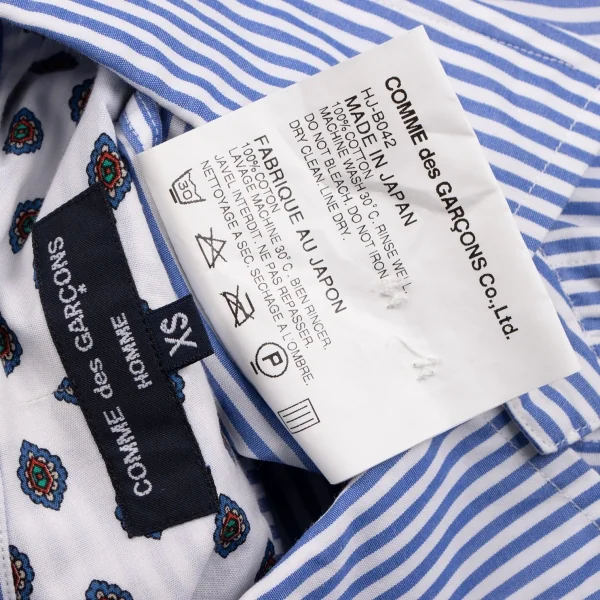 COMME des GARÇONS
HOMME
XS
COMME des GARÇONS Co.,Ltd.
HJ-B042
MADE IN JAPAN
100% COTTON
MACHINE WASH 30°C. RINSE WELL.
DO NOT BLEACH. DO NOT IRON.
DRY CLEAN. LINE DRY.
FABRIQUE AU JAPON
100% COTON
LAVAGE MACHINE 30°C. BIEN RINCER.
JAVEL INTERDIT. NE PAS REPASSER.
NETTOYAGE A SEC. SECHAGE A L'OMBRE.
30
P